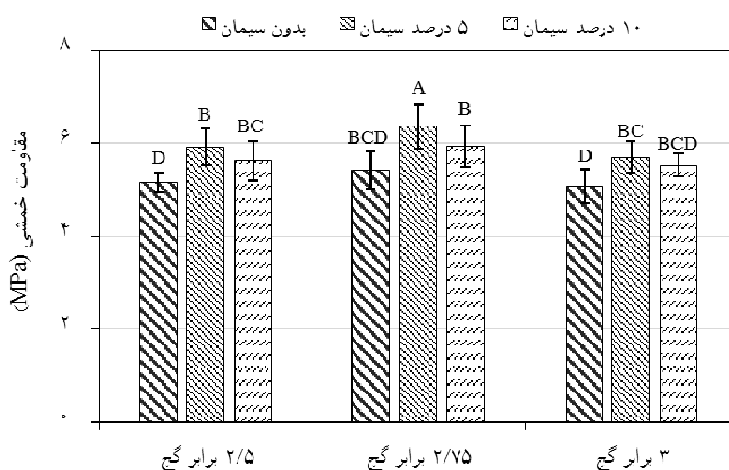 بدون سیمان ۵ درصد سیمان ۱۰ درصد سیمان
۸
A
B B
BC BCD BC BCD
D D
۶
۴
۲
۰
مقاومت خمشی (MPa)
۲/۵ برابر گچ ۲/۷۵ برابر گچ ۳ برابر گچ